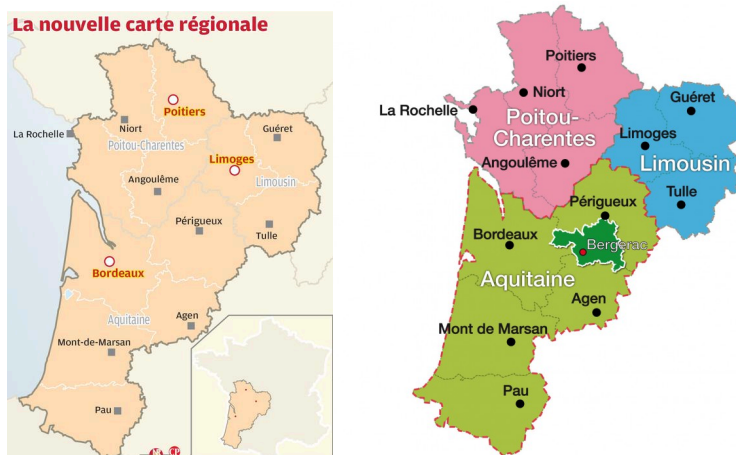 La nouvelle carte régionale
Poitiers
Niort
La Rochelle
Poitou-Charentes
Guéret
Limoges
Angoulême
Limousin
Périgueux
Tulle
Bordeaux
Aquitaine
Agen
Mont-de-Marsan
Pau
Poitiers
Niort
La Rochelle
Poitou-
Charentes
Guéret
Limoges
Angoulême
Limousin
Tulle
Périgueux
Bordeaux
Bergerac
Aquitaine
Agen
Mont de Marsan
Pau